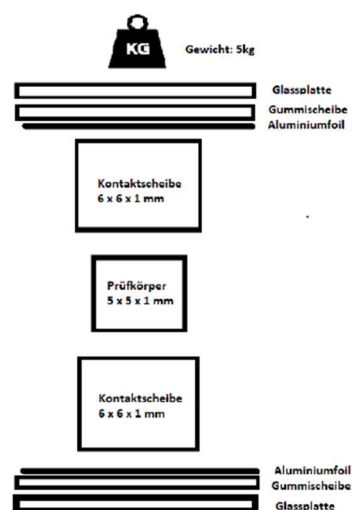 KG
Gewicht: 5kg
Glassplatte
Gummischeibe
Aluminiumfoil
Kontaktscheibe
6 x 6 x 1 mm
Prüfkörper
5 x 5 x 1 mm
Kontaktscheibe
6 x 6 x 1 mm
Aluminiumfoil
Gummischeibe
Glassplatte